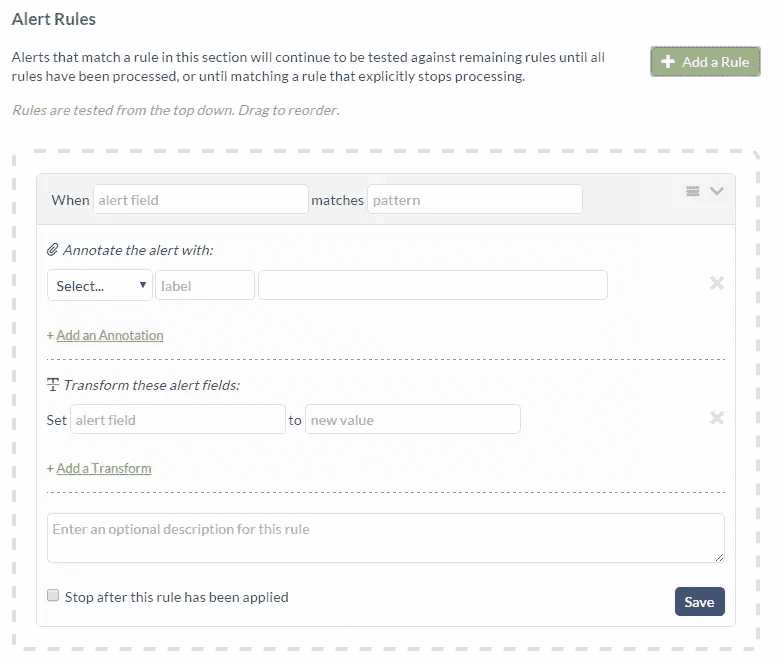 Alert Rules
Alerts that match a rule in this section will continue to be tested against remaining rules until all
rules have been processed, or until matching a rule that explicitly stops processing.
+ Add a Rule
Rules are tested from the top down. Drag to reorder.
When alert field matches pattern
Annotate the alert with:
Select... label
+ Add an Annotation
Transform these alert fields:
Set alert field to new value
+ Add a Transform
Enter an optional description for this rule
Stop after this rule has been applied
Save